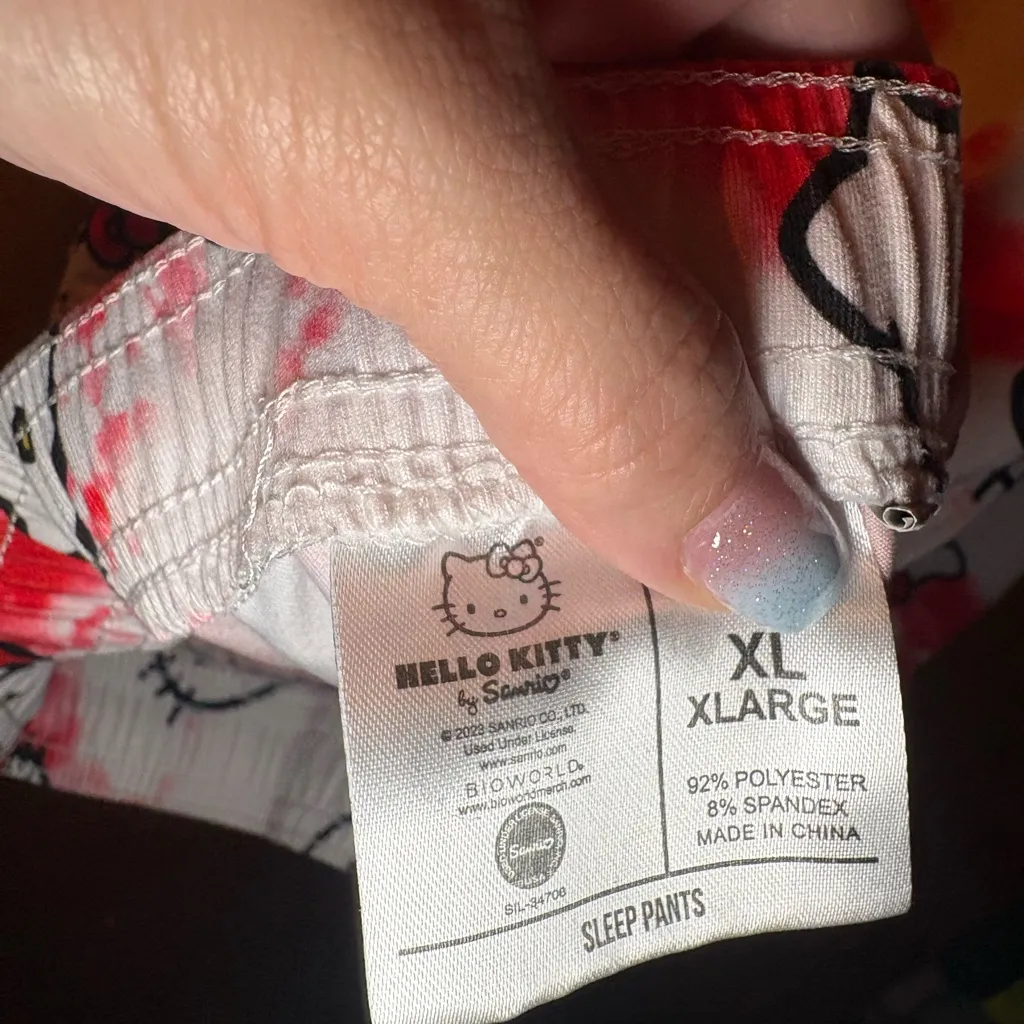 HELLO KITTY®
by Sanrio®
© 2023 SANRIO CO., LTD.
Used Under License.
www.sanrio.com
BIOWORLD®
www.bioworldmerch.com
Sanrio
SIL-34706
XL
XLARGE
92% POLYESTER
8% SPANDEX
MADE IN CHINA
SLEEP PANTS